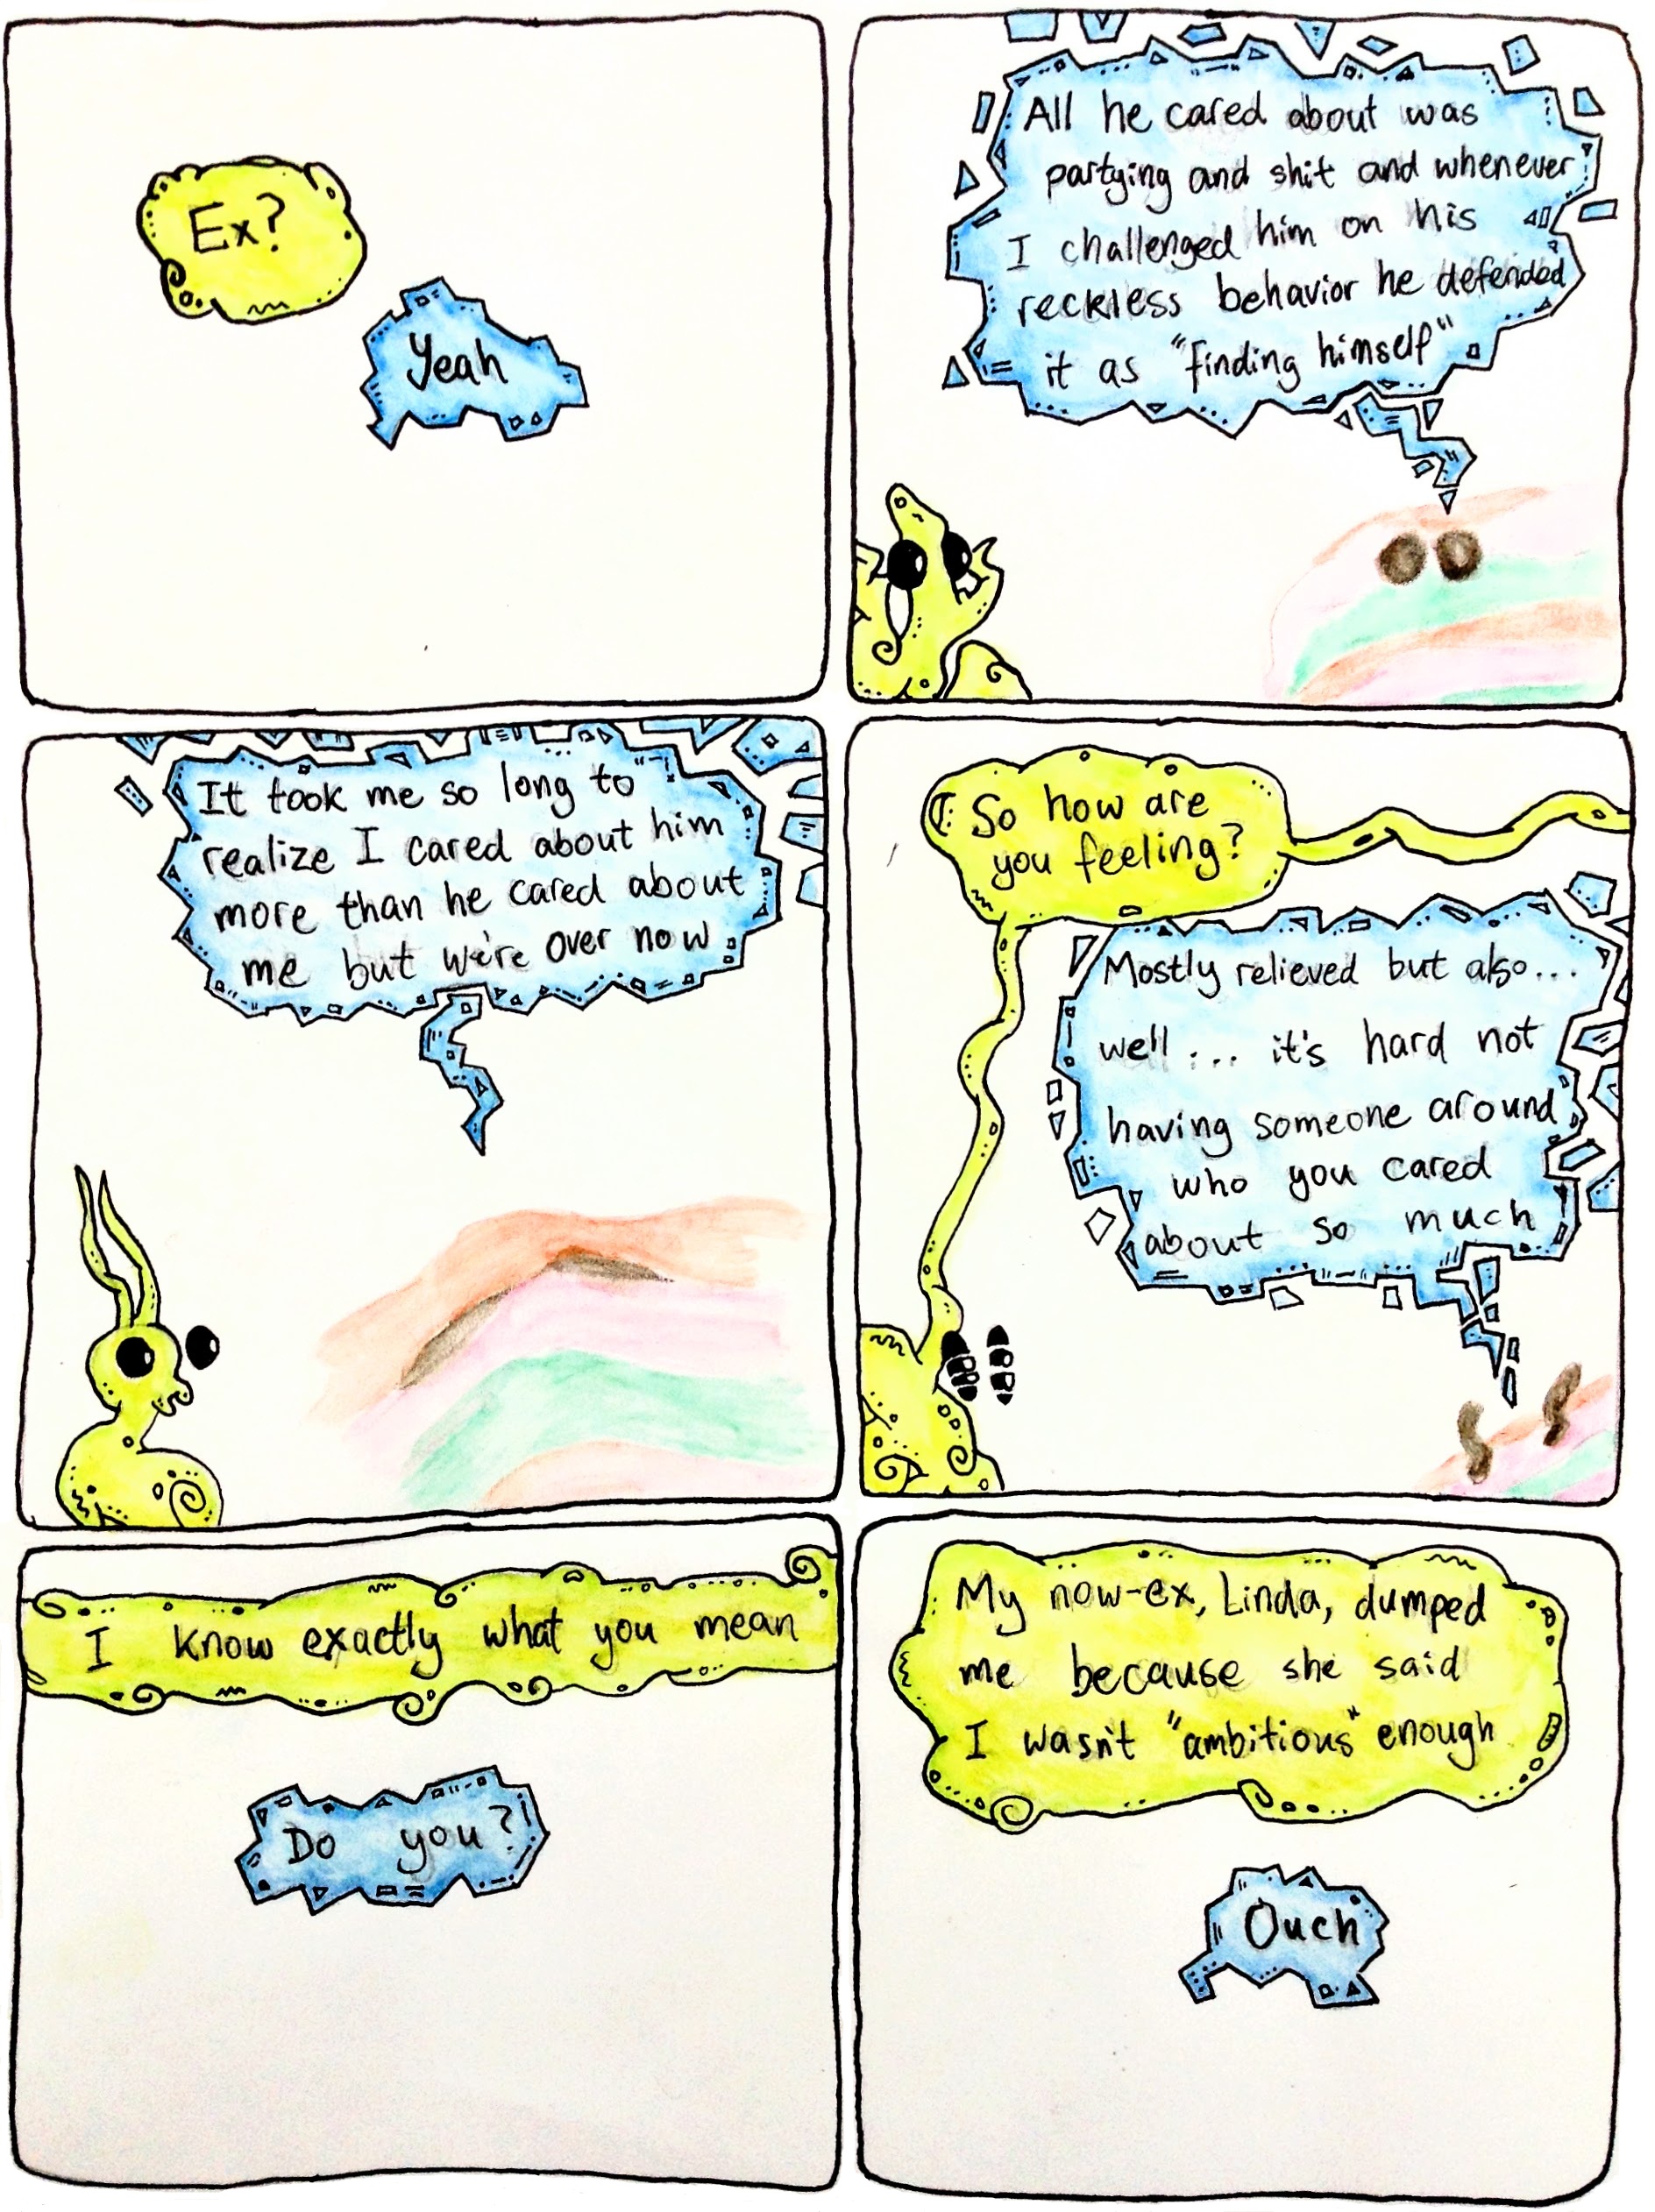 Ex?
Yeah
All he cared about was
partying and shit and whenever
I challenged him on his
reckless behavior he defended
it as "finding himself"
It took me so long to
realize I cared about him
more than he cared about
me but we're over now
So how are
you feeling?
Mostly relieved but also...
well... it's hard not
having someone around
who you cared
about so much
I know exactly what you mean
Do you?
My now-ex, Linda, dumped
me because she said
I wasn't "ambitious" enough
Ouch